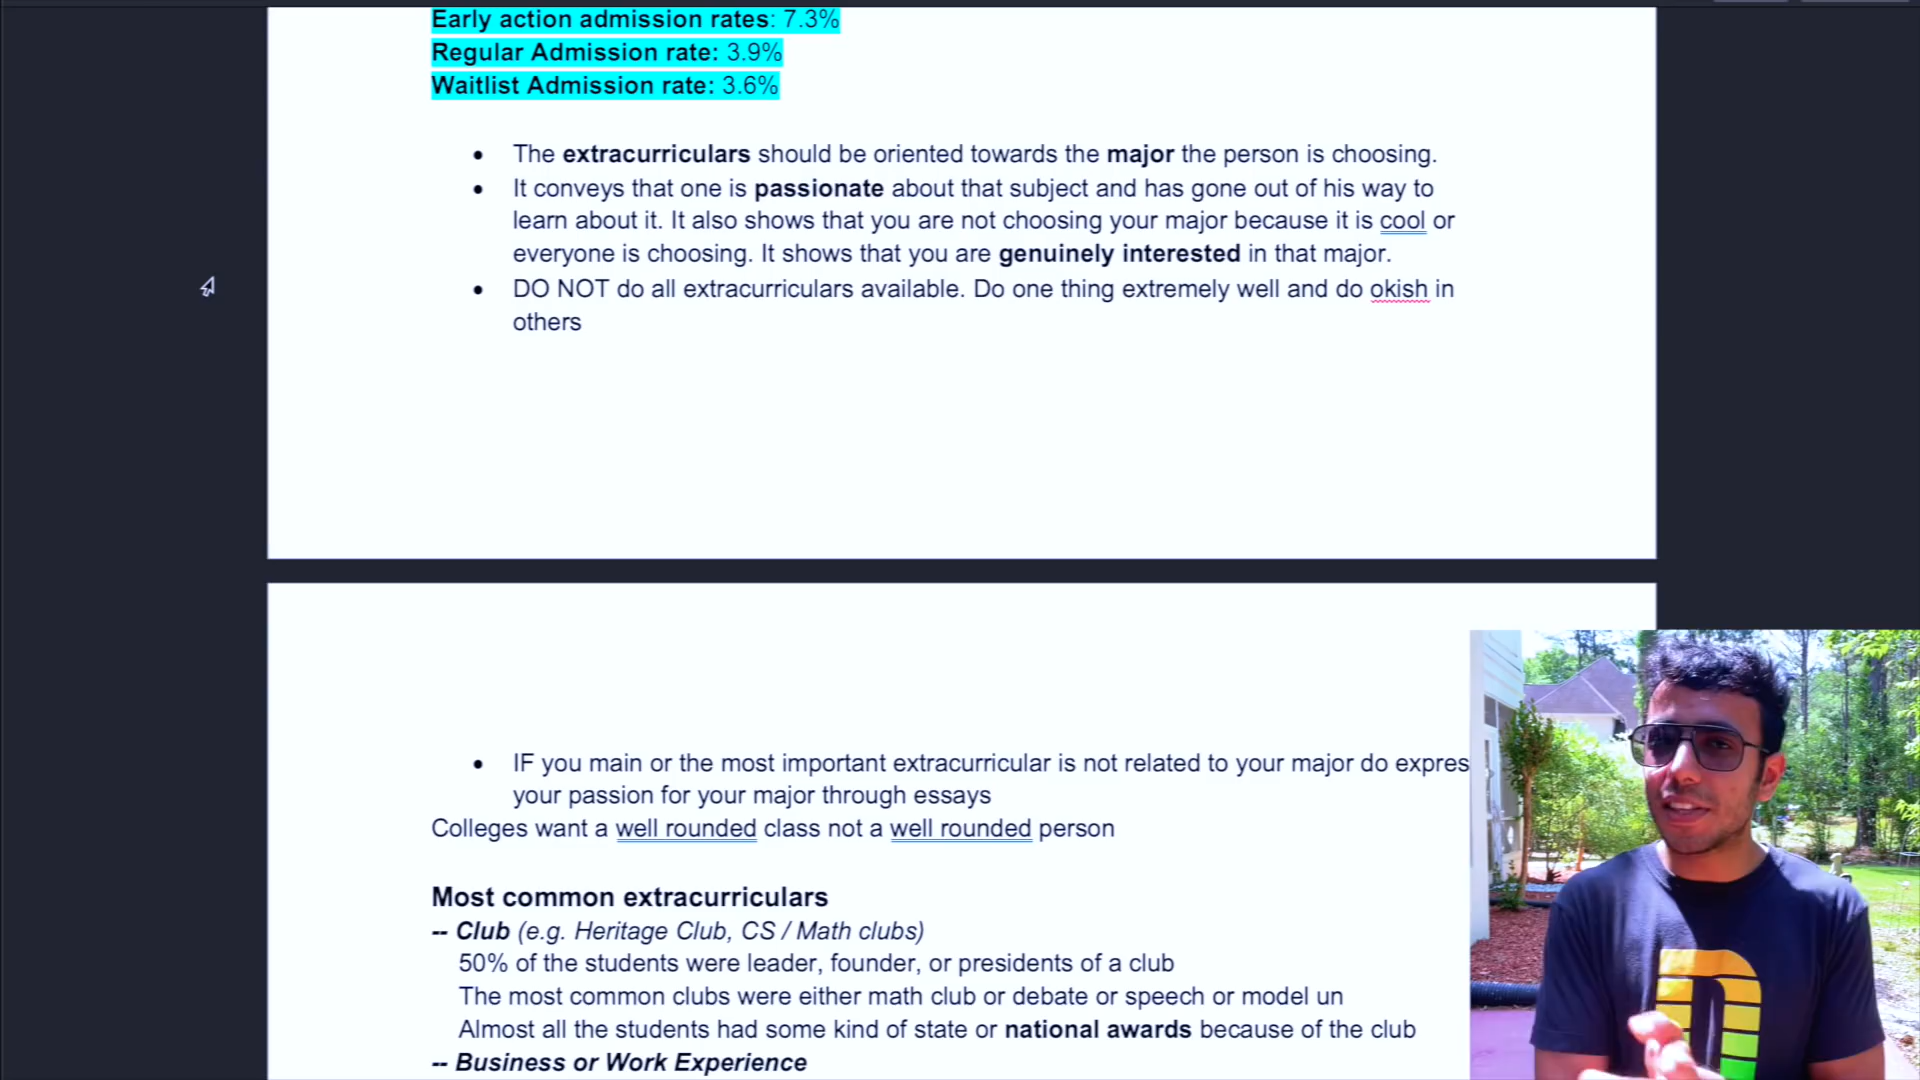 Early action admission rates: 7.3%
Regular Admission rate: 3.9%
Waitlist Admission rate: 3.6%
• The extracurriculars should be oriented towards the major the person is choosing.
• It conveys that one is passionate about that subject and has gone out of his way to
learn about it. It also shows that you are not choosing your major because it is cool or
everyone is choosing. It shows that you are genuinely interested in that major.
• DO NOT do all extracurriculars available. Do one thing extremely well and do okish in
others
• IF you main or the most important extracurricular is not related to your major do expres
your passion for your major through essays
Colleges want a well rounded class not a well rounded person
Most common extracurriculars
-- Club (e.g. Heritage Club, CS / Math clubs)
50% of the students were leader, founder, or presidents of a club
The most common clubs were either math club or debate or speech or model un
Almost all the students had some kind of state or national awards because of the club
-- Business or Work Experience